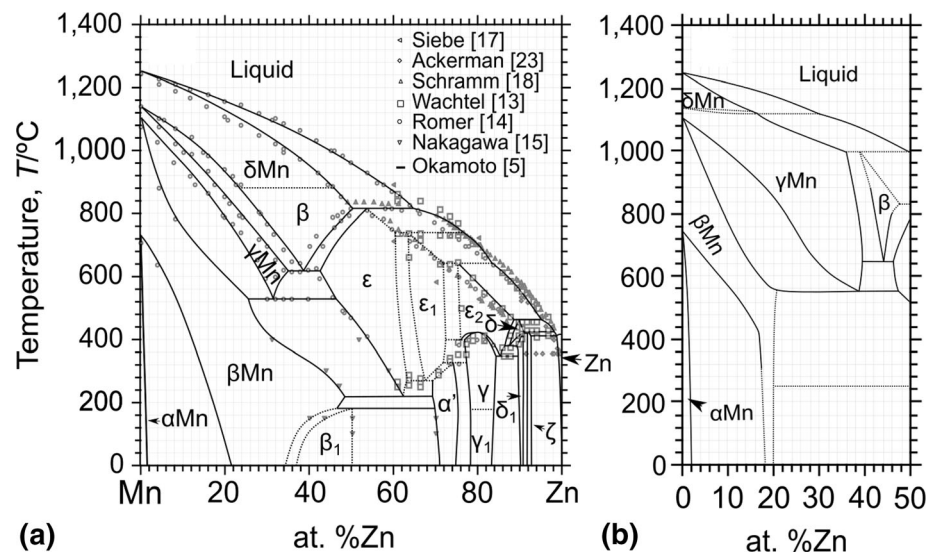 1,400
1,200
1,000
800
600
400
200
0
Temperature, T/°C
Liquid
Siebe [17]
Ackerman [23]
Schramm [18]
Wachtel [13]
Romer [14]
Nakagawa [15]
Okamoto [5]
δMn
β
γMn
ε
ε1
ε2
δ
βMn
αMn
β1
α'
γ
γ1
δ1
ζ
Zn
Mn 20 40 60 80 Zn
at. %Zn
(a)
1,400
1,200
1,000
800
600
400
200
0
Liquid
δMn
γMn
β
βMn
αMn
0 10 20 30 40 50
at. %Zn
(b)